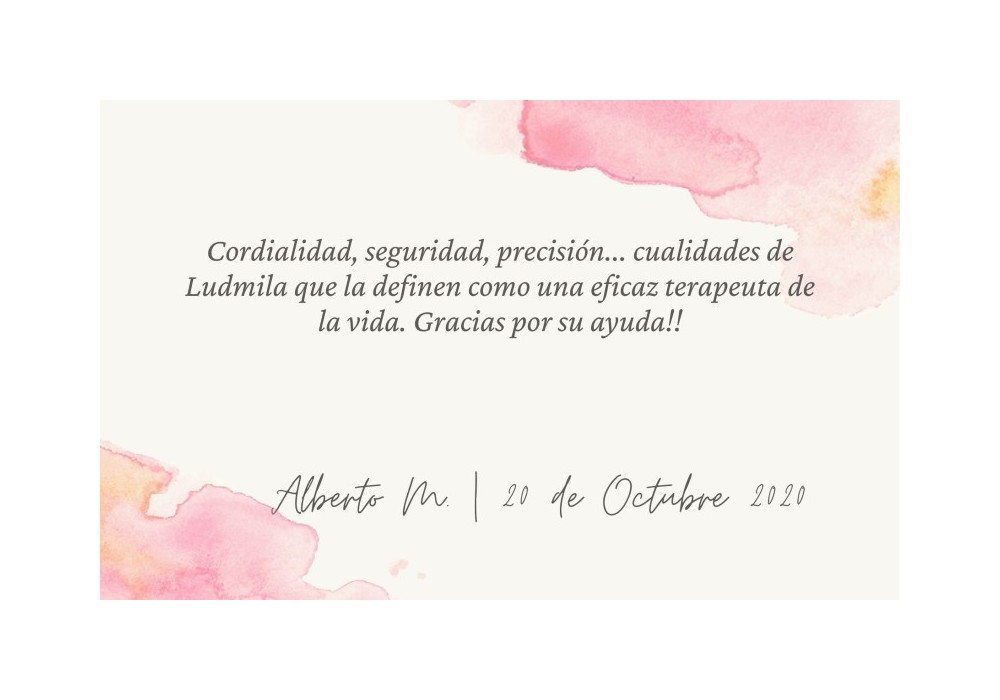 Cordialidad, seguridad, precisión... cualidades de
Ludmila que la definen como una eficaz terapeuta de
la vida. Gracias por su ayuda!!
Alberto M. | 20 de Octubre 2020